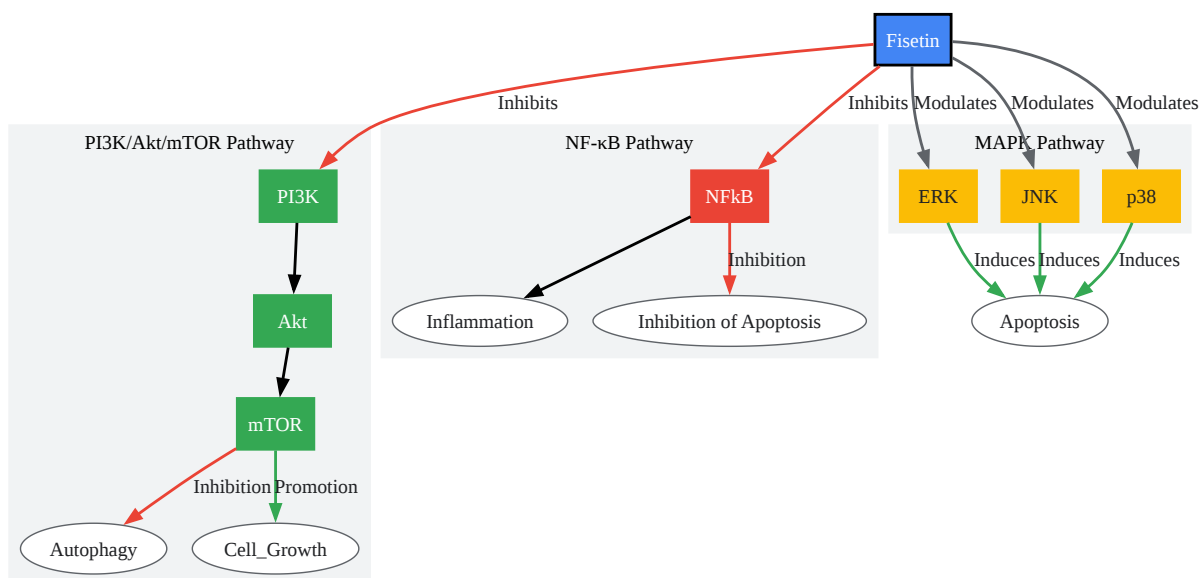 Fisetin
Inhibits
Inhibits
Modulates
Modulates
Modulates
PI3K/Akt/mTOR Pathway
NF-κB Pathway
MAPK Pathway
PI3K
NFkB
ERK
JNK
p38
Inhibition
Induces
Induces
Induces
Akt
Inflammation
Inhibition of Apoptosis
Apoptosis
mTOR
Inhibition
Promotion
Autophagy
Cell_Growth